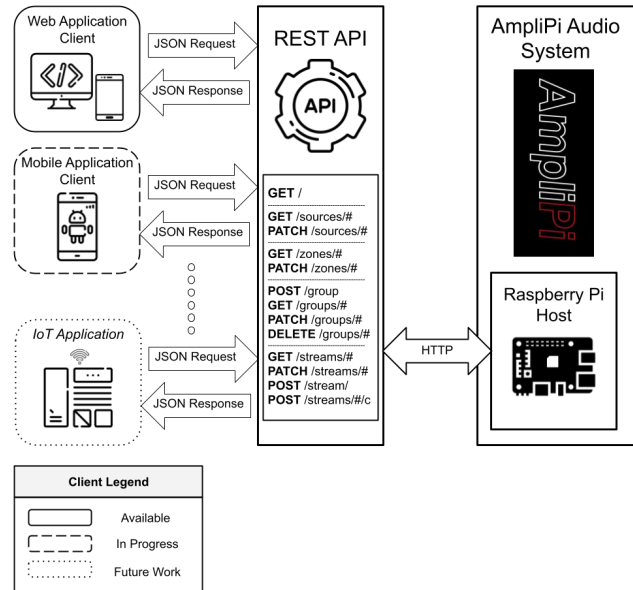 Web Application
Client
</>
JSON Request
JSON Response
Mobile Application
Client
JSON Request
JSON Response
IoT Application
JSON Request
JSON Response
REST API
API
GET /
GET /sources/#
PATCH /sources/#
GET /zones/#
PATCH /zones/#
POST /group
GET /groups/#
PATCH /groups/#
DELETE /groups/#
GET /streams/#
PATCH /streams/#
POST /stream/
POST /streams/#/c
HTTP
AmpliPi Audio
System
AmpliPi
Raspberry Pi
Host
Client Legend
Available
In Progress
Future Work